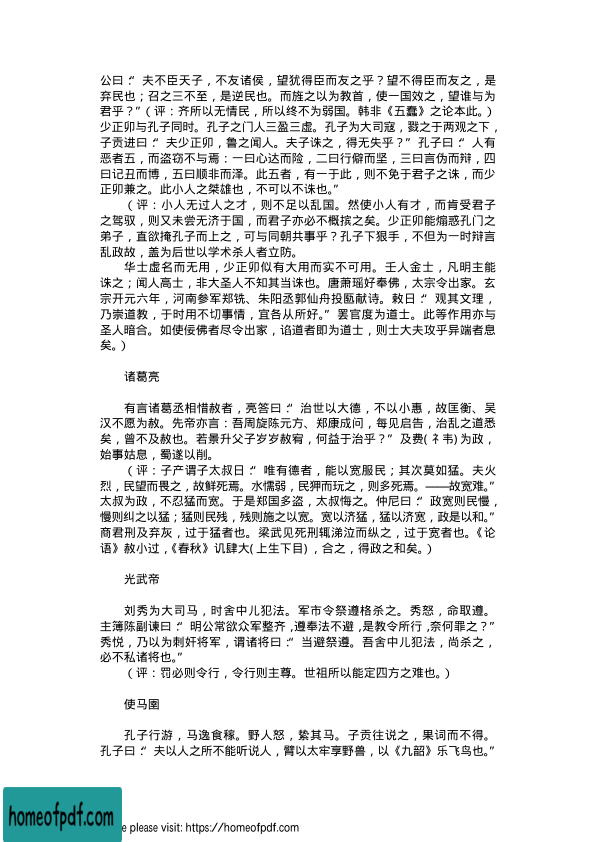 公曰：“夫不臣天子，不友诸侯，望犹得臣而友之乎？望不得臣而友之，是
弃民也；召之三不至，是逆民也。而旌之以为教首，使一国效之，望谁与为
君乎？”（评：齐所以无惰民，所以终不为弱国。韩非《五蠹》之论本此。）
少正卯与孔子同时。孔子之门人三盈三虚。孔子为大司寇，戮之于两观之下，
子贡进曰：“夫少正卯，鲁之闻人。夫子诛之，得无失乎？”孔子曰：“人有
恶者五，而盗窃不与焉：一曰心达而险，二曰行僻而坚，三曰言伪而辩，四
曰记丑而博，五曰顺非而泽。此五者，有一于此，则不免于君子之诛，而少
正卯兼之。此小人之桀雄也，不可以不诛也。”
（评：小人无过人之才，则不足以乱国。然使小人有才，而肯受君子
之驾驭，则又未尝无济于国，而君子亦必不概摈之矣。少正卯能煽惑孔门之
弟子，直欲掩孔子而上之，可与同朝共事乎？孔子下狠手，不但为一时辩言
乱政故，盖为后世以学术杀人者立防。
华士虚名而无用，少正卯似有大用而实不可用。壬人佥士，凡明主能
诛之；闻人高士，非大圣人不知其当诛也。唐萧瑶好奉佛，太宗令出家。玄
宗开元六年，河南参军郑铣、朱阳丞郭仙舟投匦献诗。敕曰：“观其文理，
乃崇道教，于时用不切事情，宜各从所好。”罢官度为道士。此等作用亦与
圣人暗合。如使佞佛者尽令出家，谄道者即为道士，则士大夫攻乎异端者息
矣。）
诸葛亮
有言诸葛丞相惜赦者，亮答曰：“治世以大德，不以小惠，故匡衡、吴
汉不愿为赦。先帝亦言：吾周旋陈元方、郑康成问，每见启告，治乱之道悉
矣，曾不及赦也。若景升父子岁岁赦宥，何益于治乎？”及费(礻韦)为政，
始事姑息，蜀遂以削。
（评：子产谓子太叔曰：“唯有德者，能以宽服民；其次莫如猛。夫火
烈，民望而畏之，故鲜死焉。水懦弱，民狎而玩之，则多死焉。——故宽难。”
太叔为政，不忍猛而宽。于是郑国多盗，太叔悔之。仲尼曰：“政宽则民慢，
慢则纠之以猛；猛则民残，残则施之以宽。宽以济猛，猛以济宽，政是以和。”
商君刑及弃灰，过于猛者也。梁武见死刑辄涕泣而纵之，过于宽者也。《论
语》赦小过，《春秋》讥肆大(上生下目)，合之，得政之和矣。）
光武帝
刘秀为大司马，时舍中儿犯法。军市令祭遵格杀之。秀怒，命取遵。
主簿陈副谏曰：“明公常欲众军整齐，遵奉法不避，是教令所行，奈何罪之？”
秀悦，乃以为刺奸将军，谓诸将曰：“当避祭遵。吾舍中儿犯法，尚杀之，
必不私诸将也。”
（评：罚必则令行，令行则主尊。世祖所以能定四方之难也。）
使马圉
孔子行游，马逸食稼。野人怒，絷其马。子贡往说之，果词而不得。
孔子曰：“夫以人之所不能听说人，臂以太牢享野兽，以《九韶》乐飞鸟也。”
homeofpdf.com
e please visit: https://homeofpdf.com